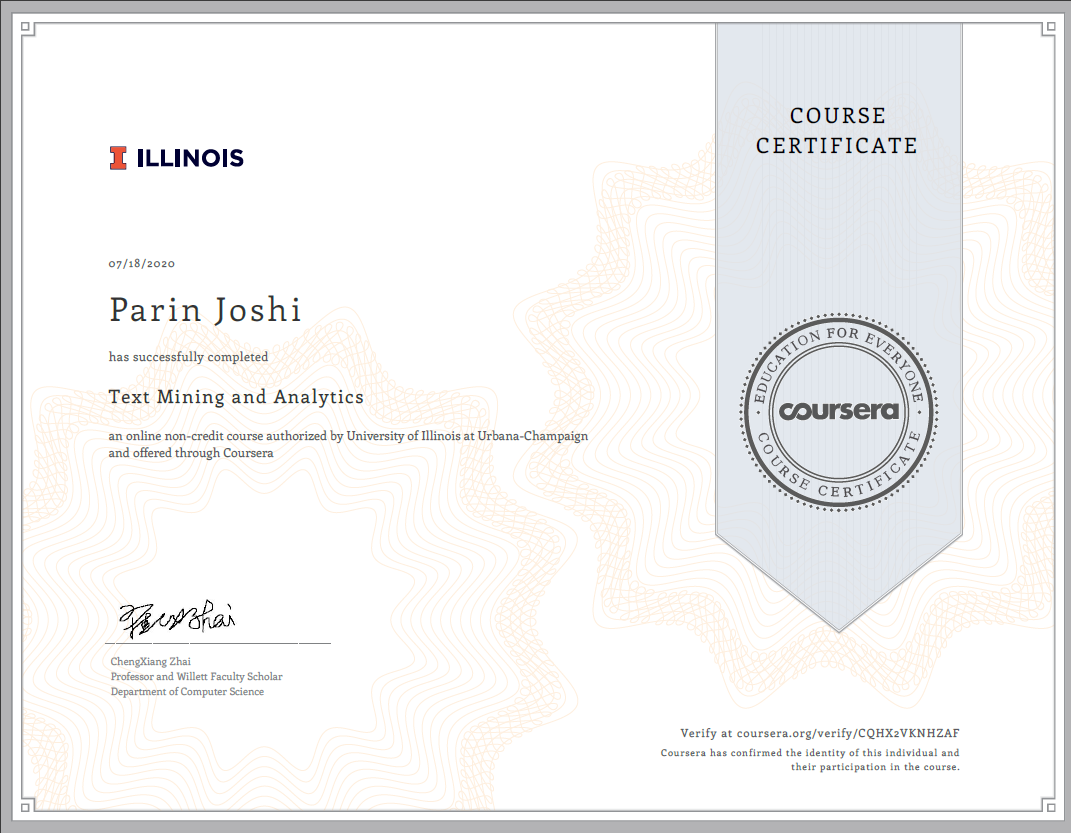 COURSE
CERTIFICATE
ILLINOIS
07/18/2020
Parin Joshi
has successfully completed
Text Mining and Analytics
an online non-credit course authorized by University of Illinois at Urbana-Champaign
and offered through Coursera
EDUCATION FOR EVERYONE
coursera
COURSE CERTIFICATE
ChengXiang Zhai
Professor and Willett Faculty Scholar
Department of Computer Science
Verify at coursera.org/verify/CQHX2VKNHZAF
Coursera has confirmed the identity of this individual and
their participation in the course.